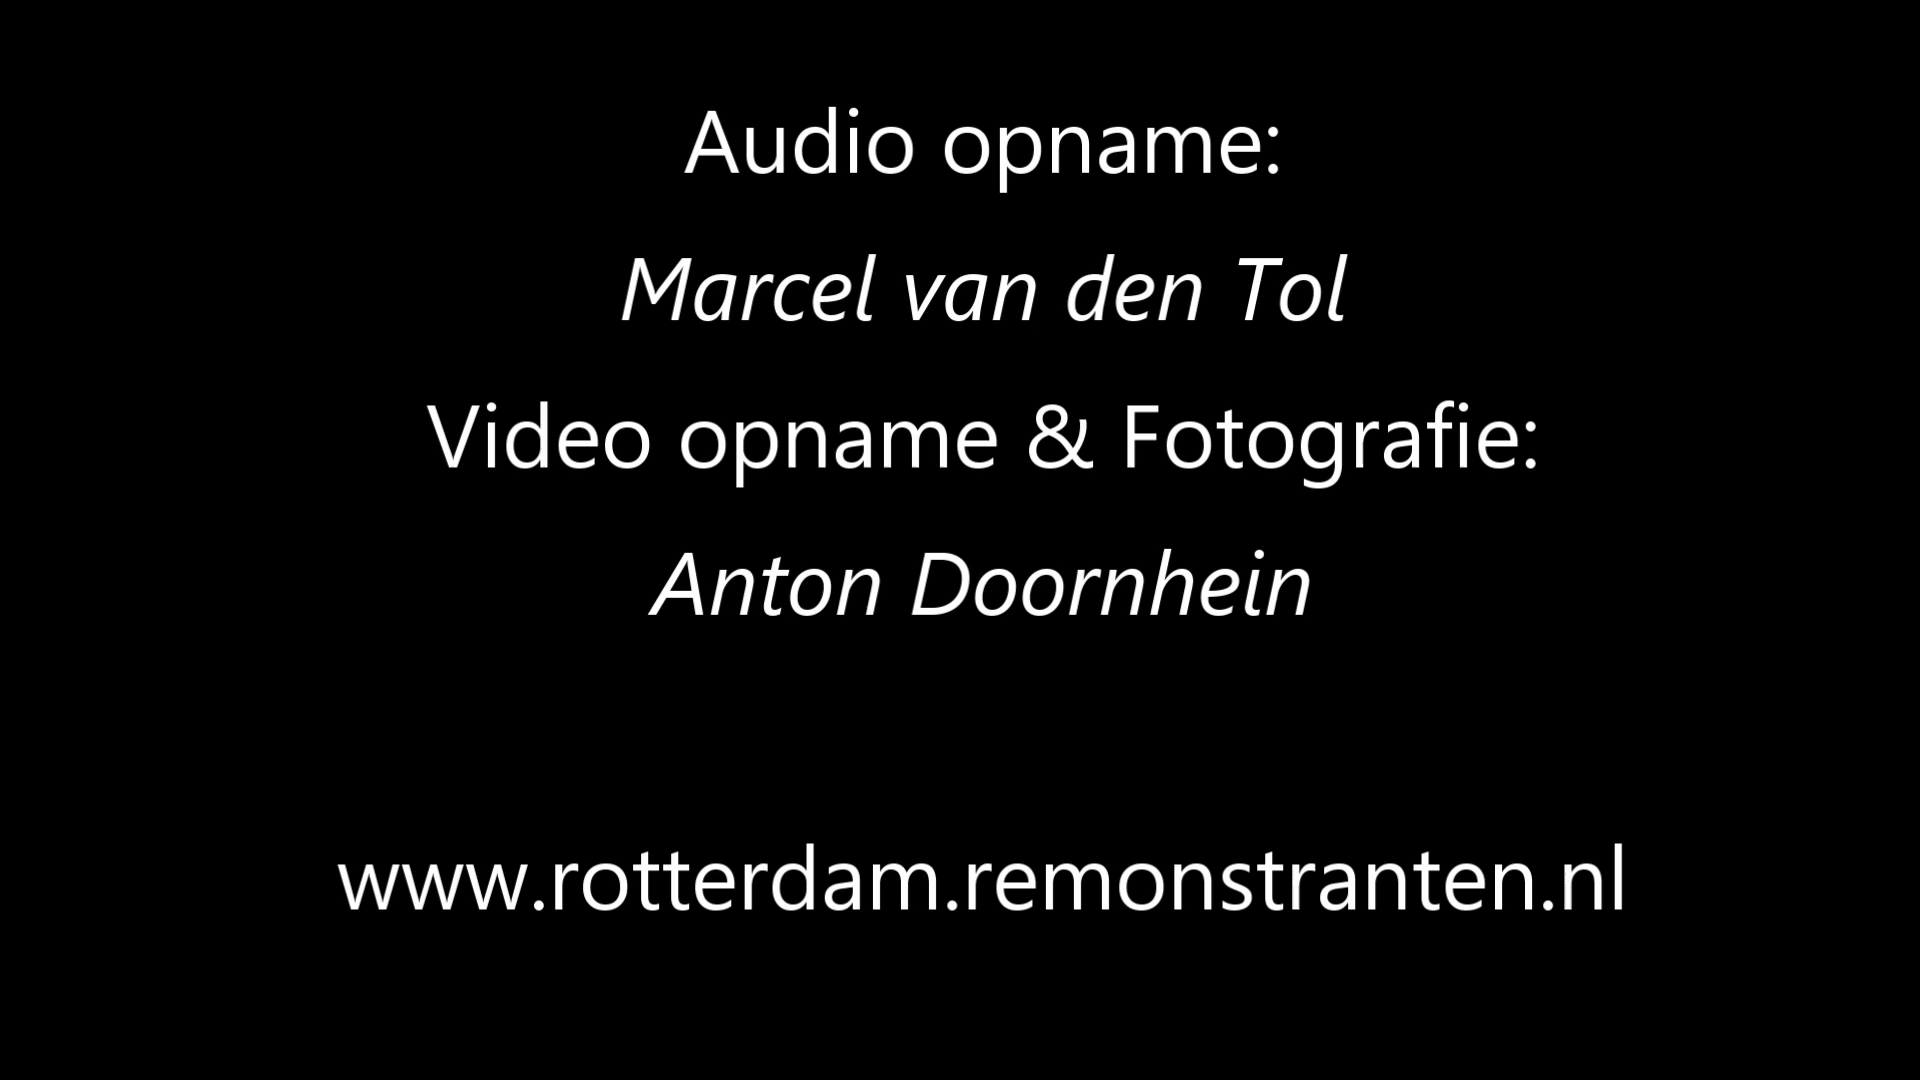 Audio opname:
Marcel van den Tol
Video opname & Fotografie:
Anton Doornhein
www.rotterdam.remonstranten.nl